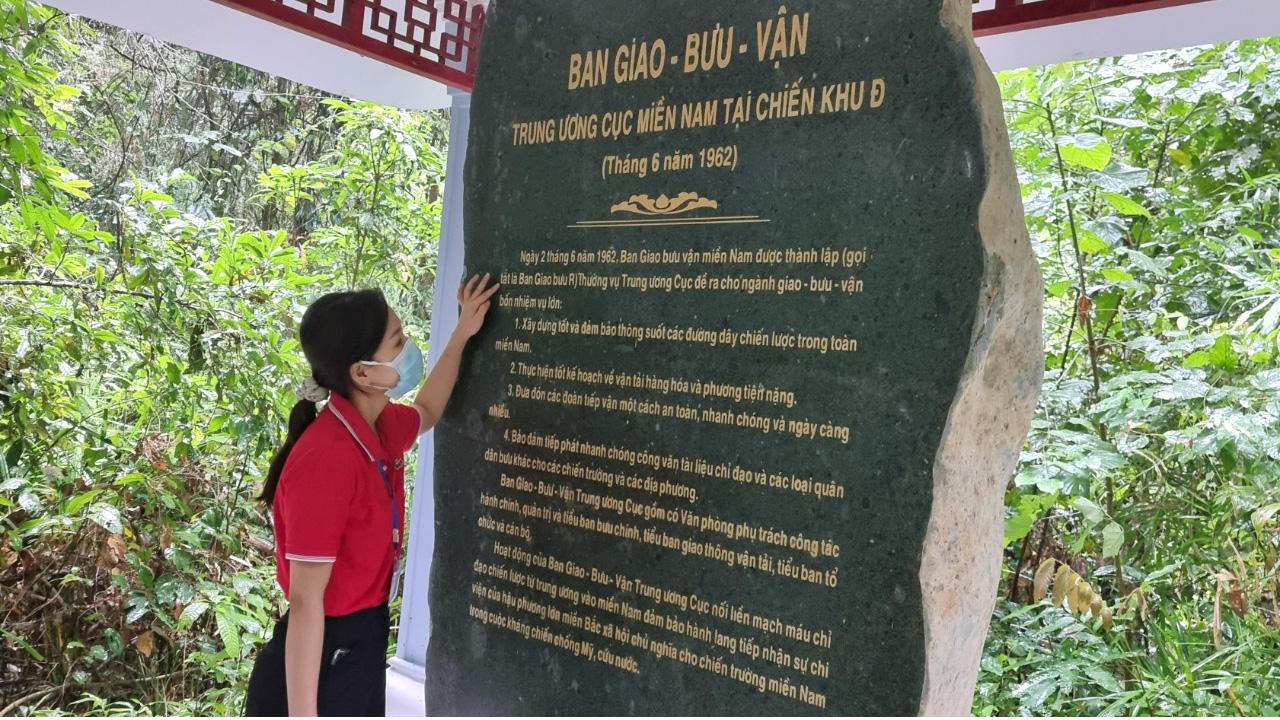 BAN GIAO - BƯU - VẬN
TRUNG ƯƠNG CỤC MIỀN NAM TẠI CHIẾN KHU Đ
(Tháng 6 năm 1962)
Ngày 2 tháng 6 năm 1962, Ban Giao bưu vận miền Nam được thành lập (gọi
tắt là Ban Giao bưu R)Thường vụ Trung ương Cục đề ra cho ngành giao - bưu - vận
bốn nhiệm vụ lớn:
1. Xây dựng tốt và đảm bảo thông suốt các đường dây chiến lược trong toàn
miền Nam.
2. Thực hiện tốt kế hoạch về vận tải hàng hóa và phương tiện nặng.
3. Đưa đón các đoàn tiếp vận một cách an toàn, nhanh chóng và ngày càng
nhiều.
4. Bảo đảm tiếp phát nhanh chóng công văn tài liệu chỉ đạo và các loại quân
dân bưu khác cho các chiến trường và các địa phương.
Ban Giao - Bưu - Vận Trung ương Cục gồm có Văn phòng phụ trách công tác
hành chính, quản trị và tiểu ban bưu chính, tiểu ban giao thông vận tải, tiểu ban tổ
chức và cán bộ.
Hoạt động của Ban Giao - Bưu - Vận Trung ương Cục nối liền mạch máu chỉ
đạo chiến lược từ trung ương vào miền Nam đảm bảo hành lang tiếp nhận sự chi
viện của hậu phương lớn miền Bắc xã hội chủ nghĩa cho chiến trường miền Nam
trong cuộc kháng chiến chống Mỹ, cứu nước.